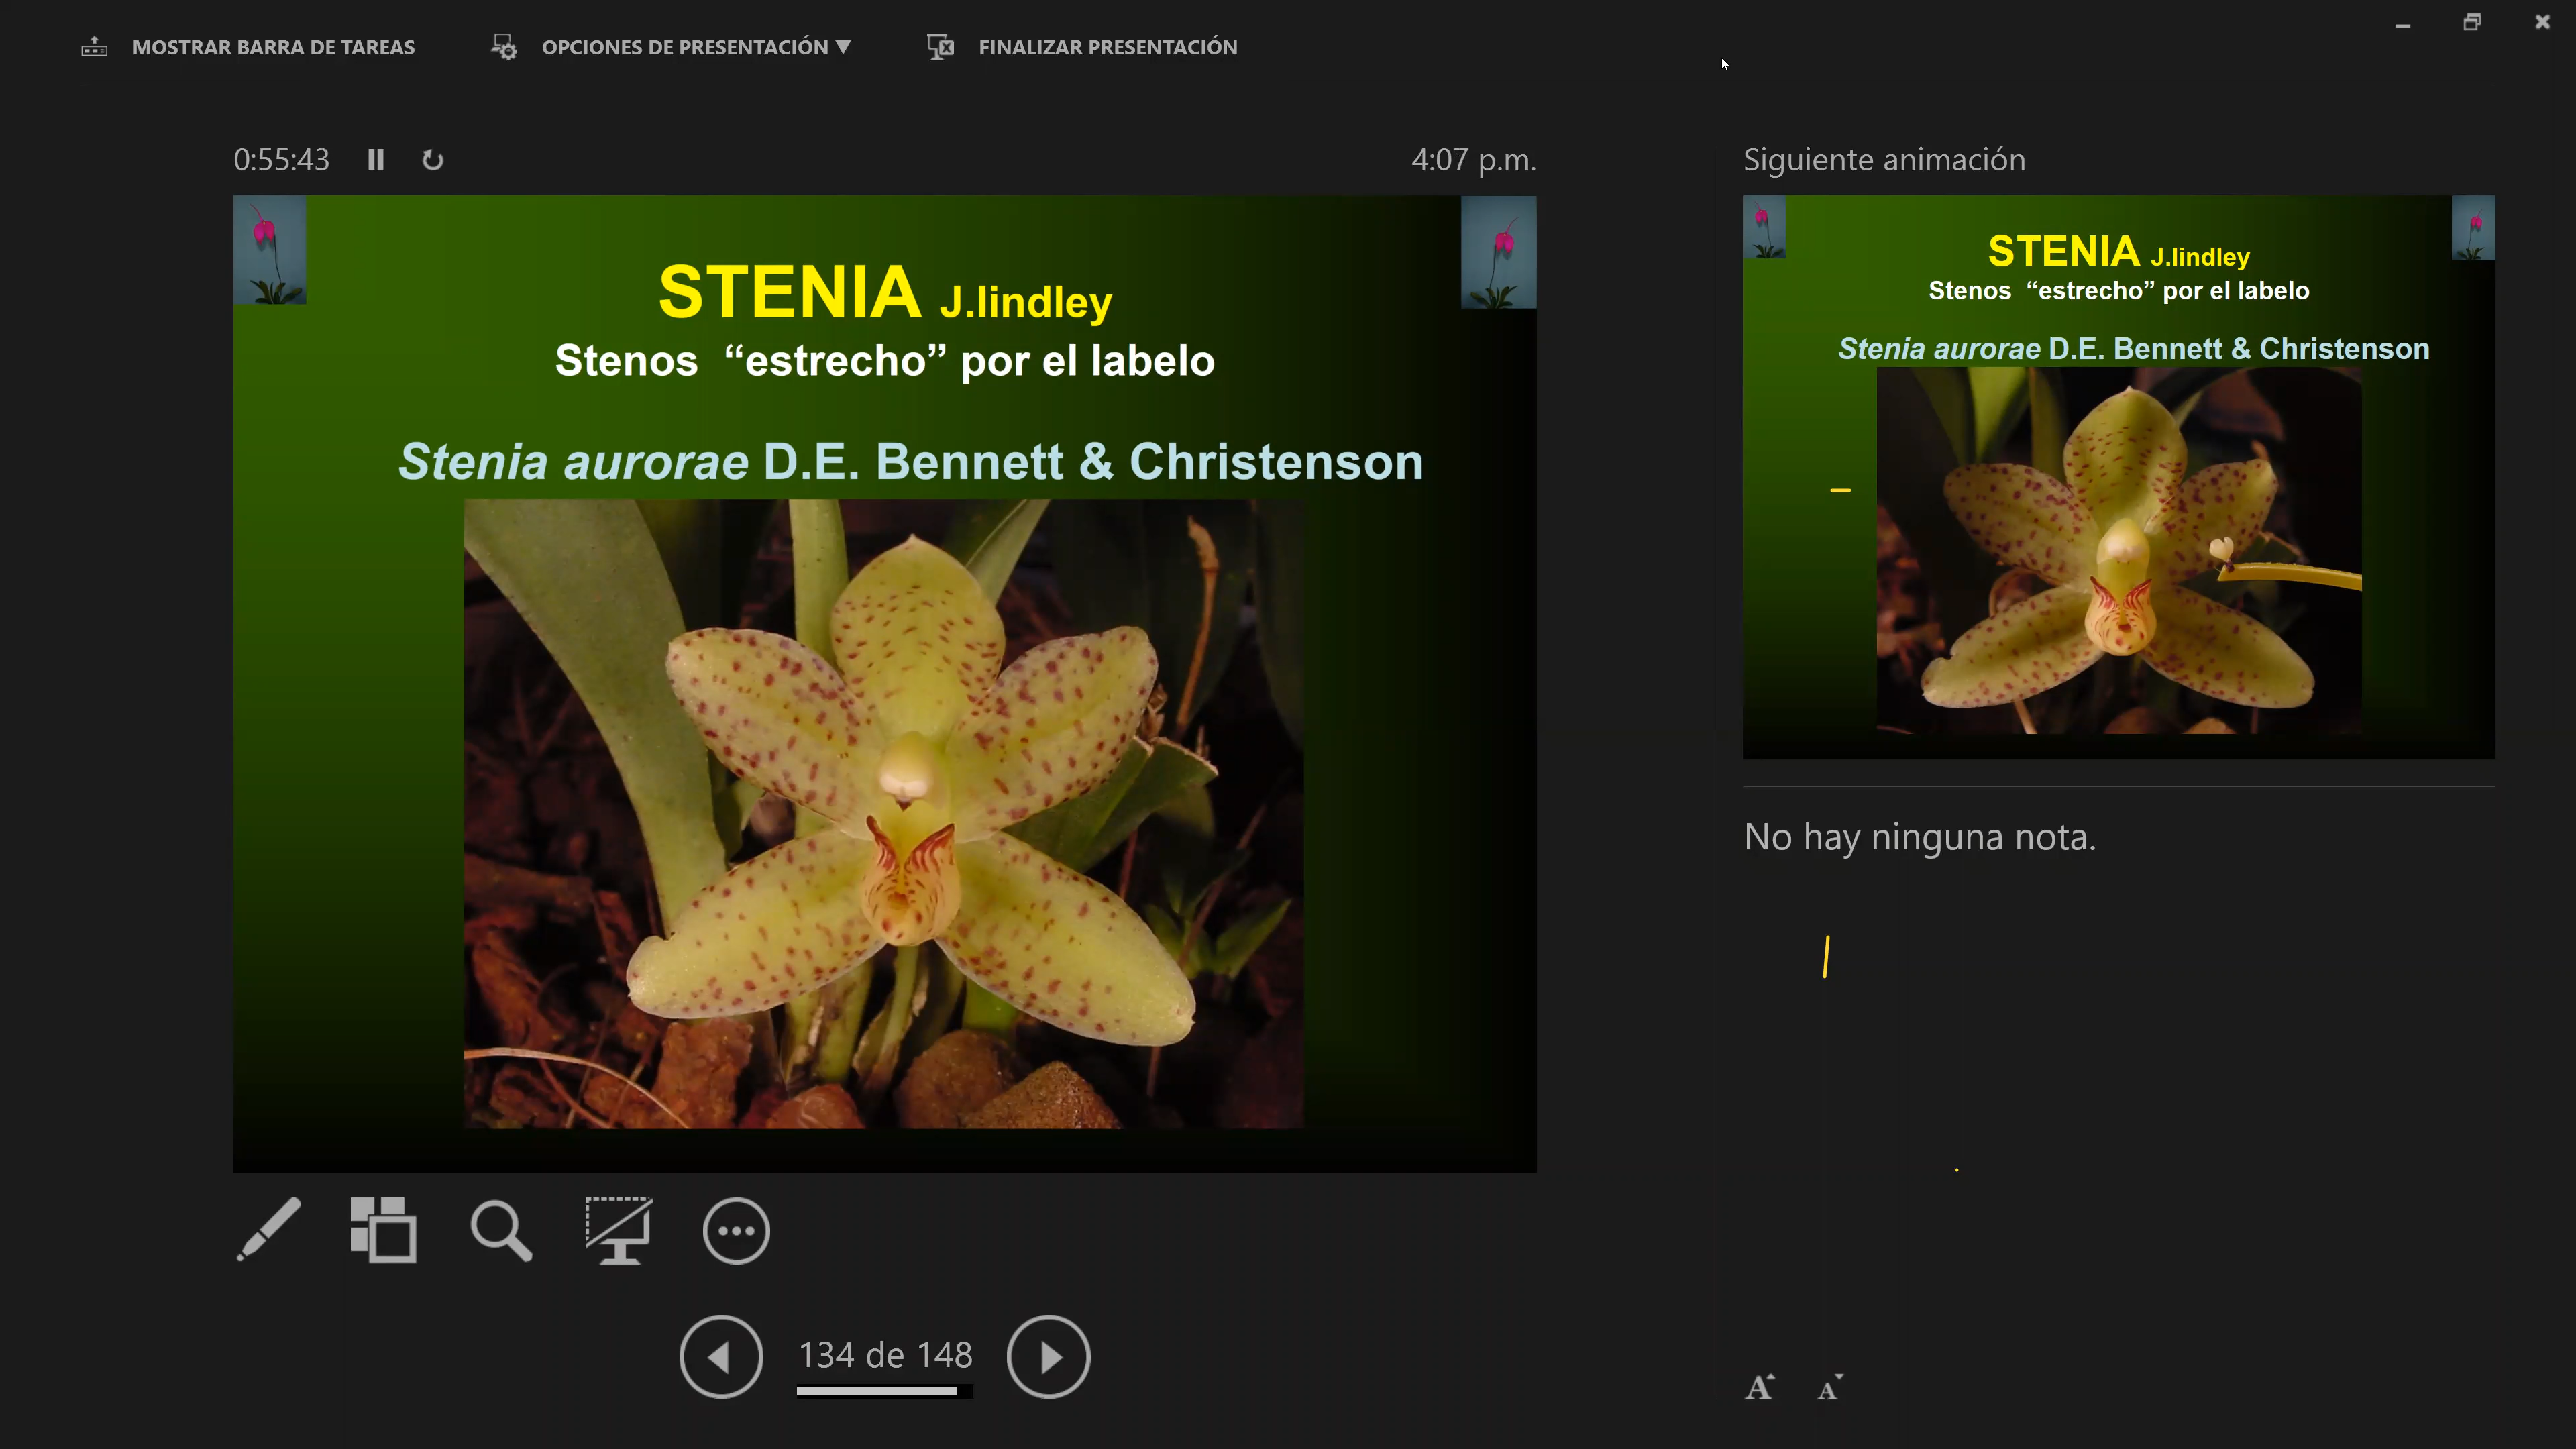 MOSTRAR BARRA DE TAREAS
OPCIONES DE PRESENTACIÓN ▼
FINALIZAR PRESENTACIÓN
0:55:43
4:07 p.m.
STENIA J.lindley
Stenos “estrecho” por el labelo
Stenia aurorae D.E. Bennett & Christenson
Siguiente animación
STENIA J.lindley
Stenos “estrecho” por el labelo
Stenia aurorae D.E. Bennett & Christenson
No hay ninguna nota.
134 de 148
A A